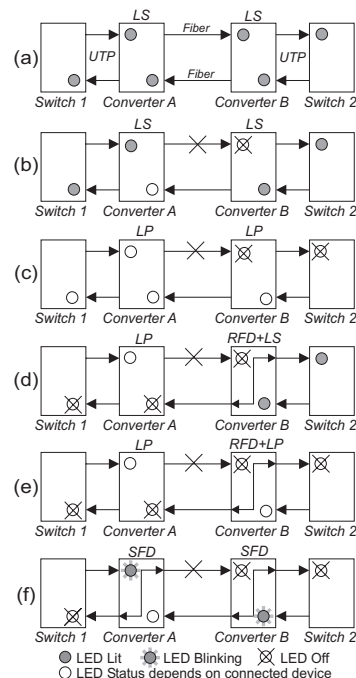 LS LS
(a) Fiber
UTP UTP
Fiber
Switch 1 Converter A Converter B Switch 2
LS LS
(b)
Switch 1 Converter A Converter B Switch 2
LP LP
(c)
Switch 1 Converter A Converter B Switch 2
LP RFD+LS
(d)
Switch 1 Converter A Converter B Switch 2
LP RFD+LP
(e)
Switch 1 Converter A Converter B Switch 2
SFD SFD
(f)
Switch 1 Converter A Converter B Switch 2
LED Lit LED Blinking LED Off
LED Status depends on connected device